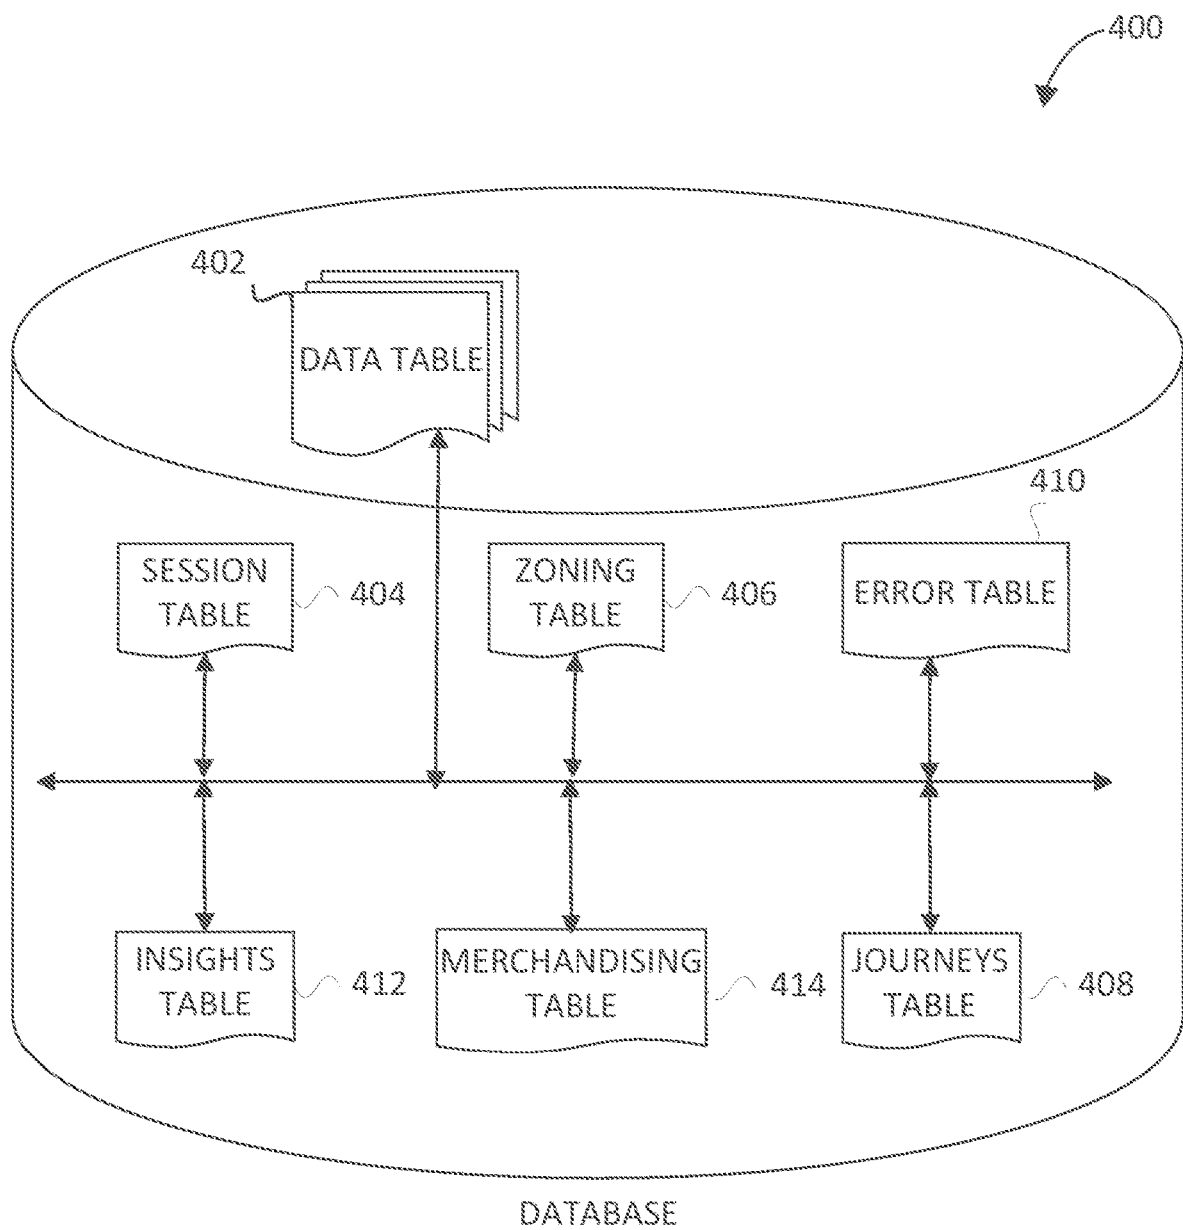 400
402
DATA TABLE
410
SESSION
TABLE
404
ZONING
TABLE
406
ERROR TABLE
INSIGHTS
TABLE
412
MERCHANDISING
TABLE
414
JOURNEYS
TABLE
408
DATABASE